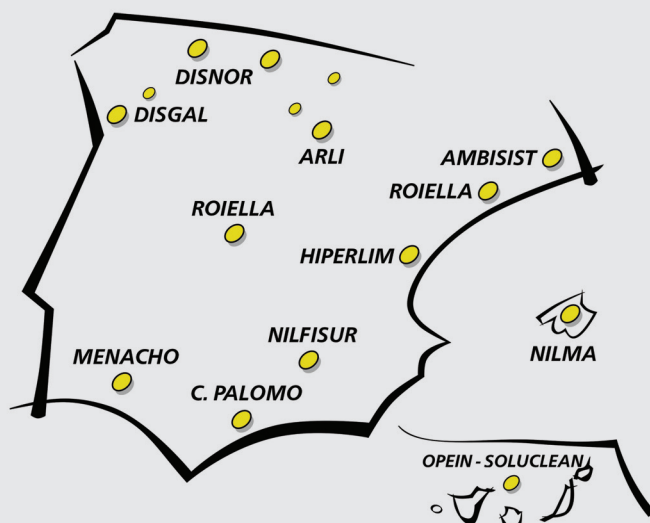 DISNOR
DISGAL
ARLI
AMBISIST
ROIELLA
ROIELLA
HIPERLIM
NILFISUR
NILMA
MENACHO
C. PALOMO
OPEIN - SOLUCLEAN